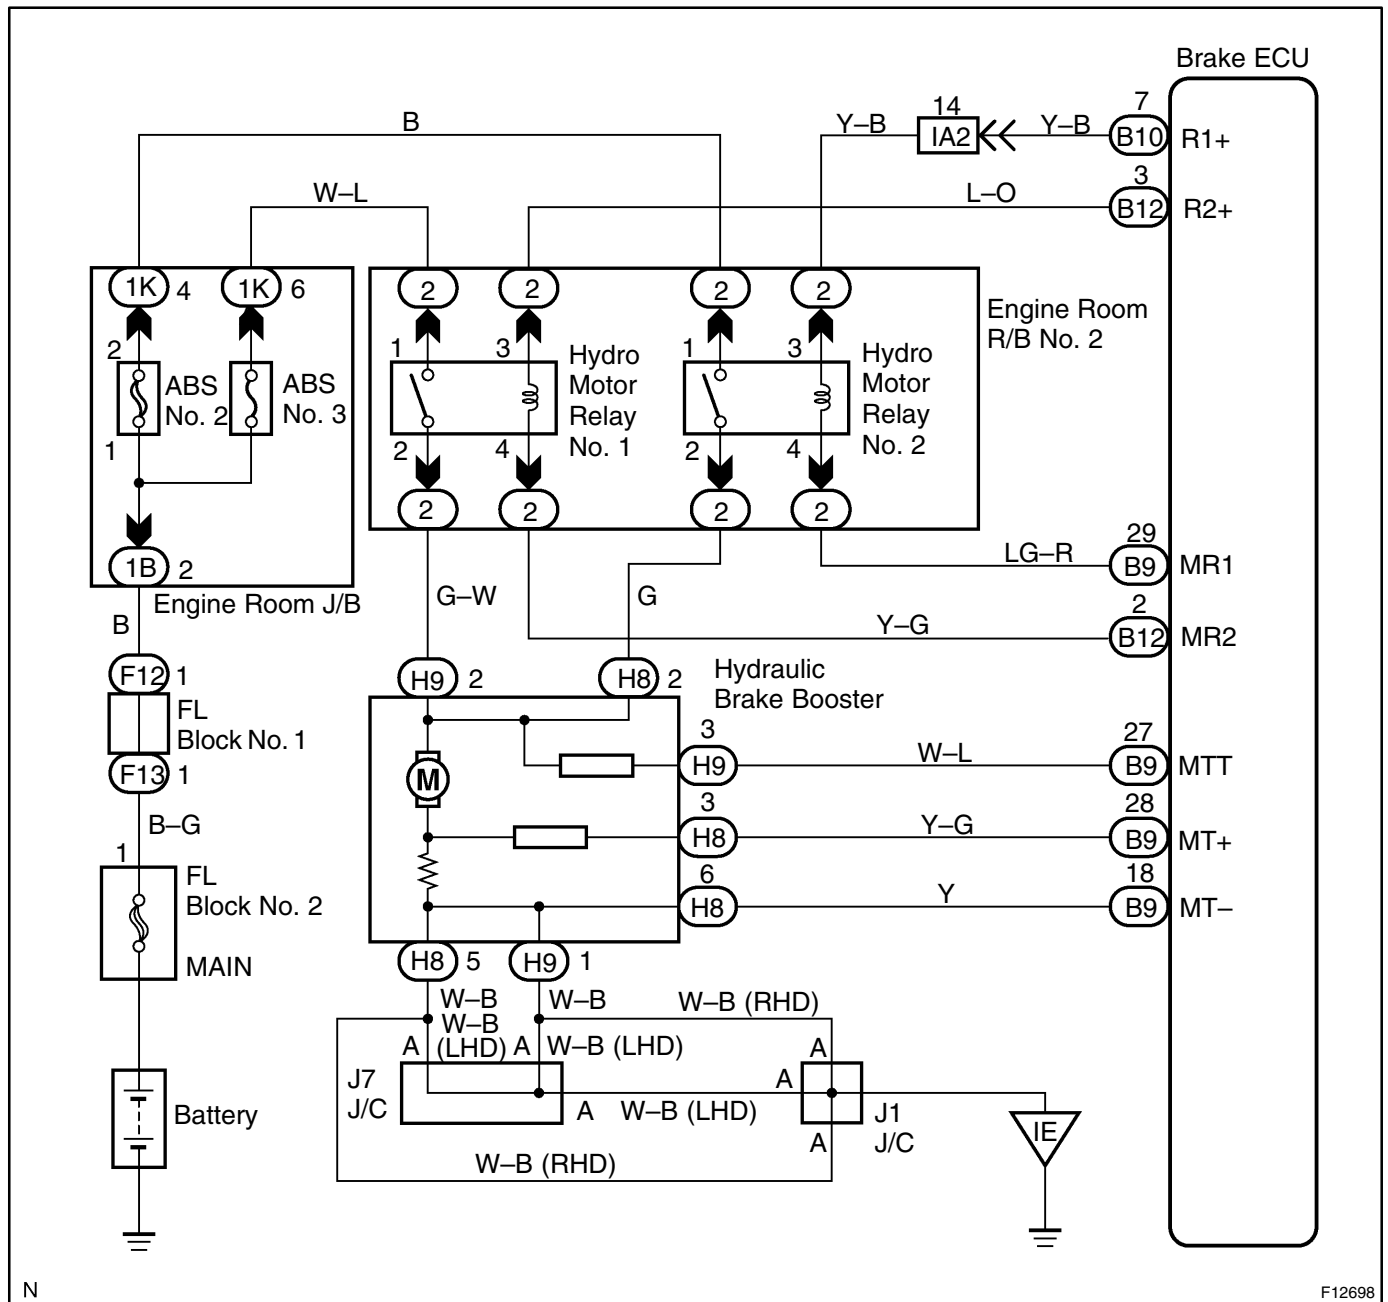 Brake ECU
B
14
7
Y–B
IA2
Y–B
B10
R1+
3
W–L
L–O
B12
R2+
1K
4
1K
6
2
2
2
2
Engine Room
R/B No. 2
2
1
3
1
3
ABS
No. 2
ABS
No. 3
Hydro
Motor
Relay
No. 1
Hydro
Motor
Relay
No. 2
1
2
4
2
4
2
2
2
2
1B
2
Engine Room J/B
LG–R
29
B9
MR1
G–W
G
2
B
Y–G
B12
MR2
F12
1
H9
2
H8
2
Hydraulic
Brake Booster
FL
Block No. 1
F13
1
3
27
M
H9
W–L
B9
MTT
3
28
B–G
H8
Y–G
B9
MT+
1
FL
Block No. 2
6
18
H8
Y
B9
MT–
MAIN
H8
5
H9
1
W–B
W–B
W–B (RHD)
W–B
(LHD)
A
A
W–B (LHD)
A
J7
J/C
A
A
W–B (LHD)
J1
J/C
Battery
IE
A
W–B (RHD)
N
F12698